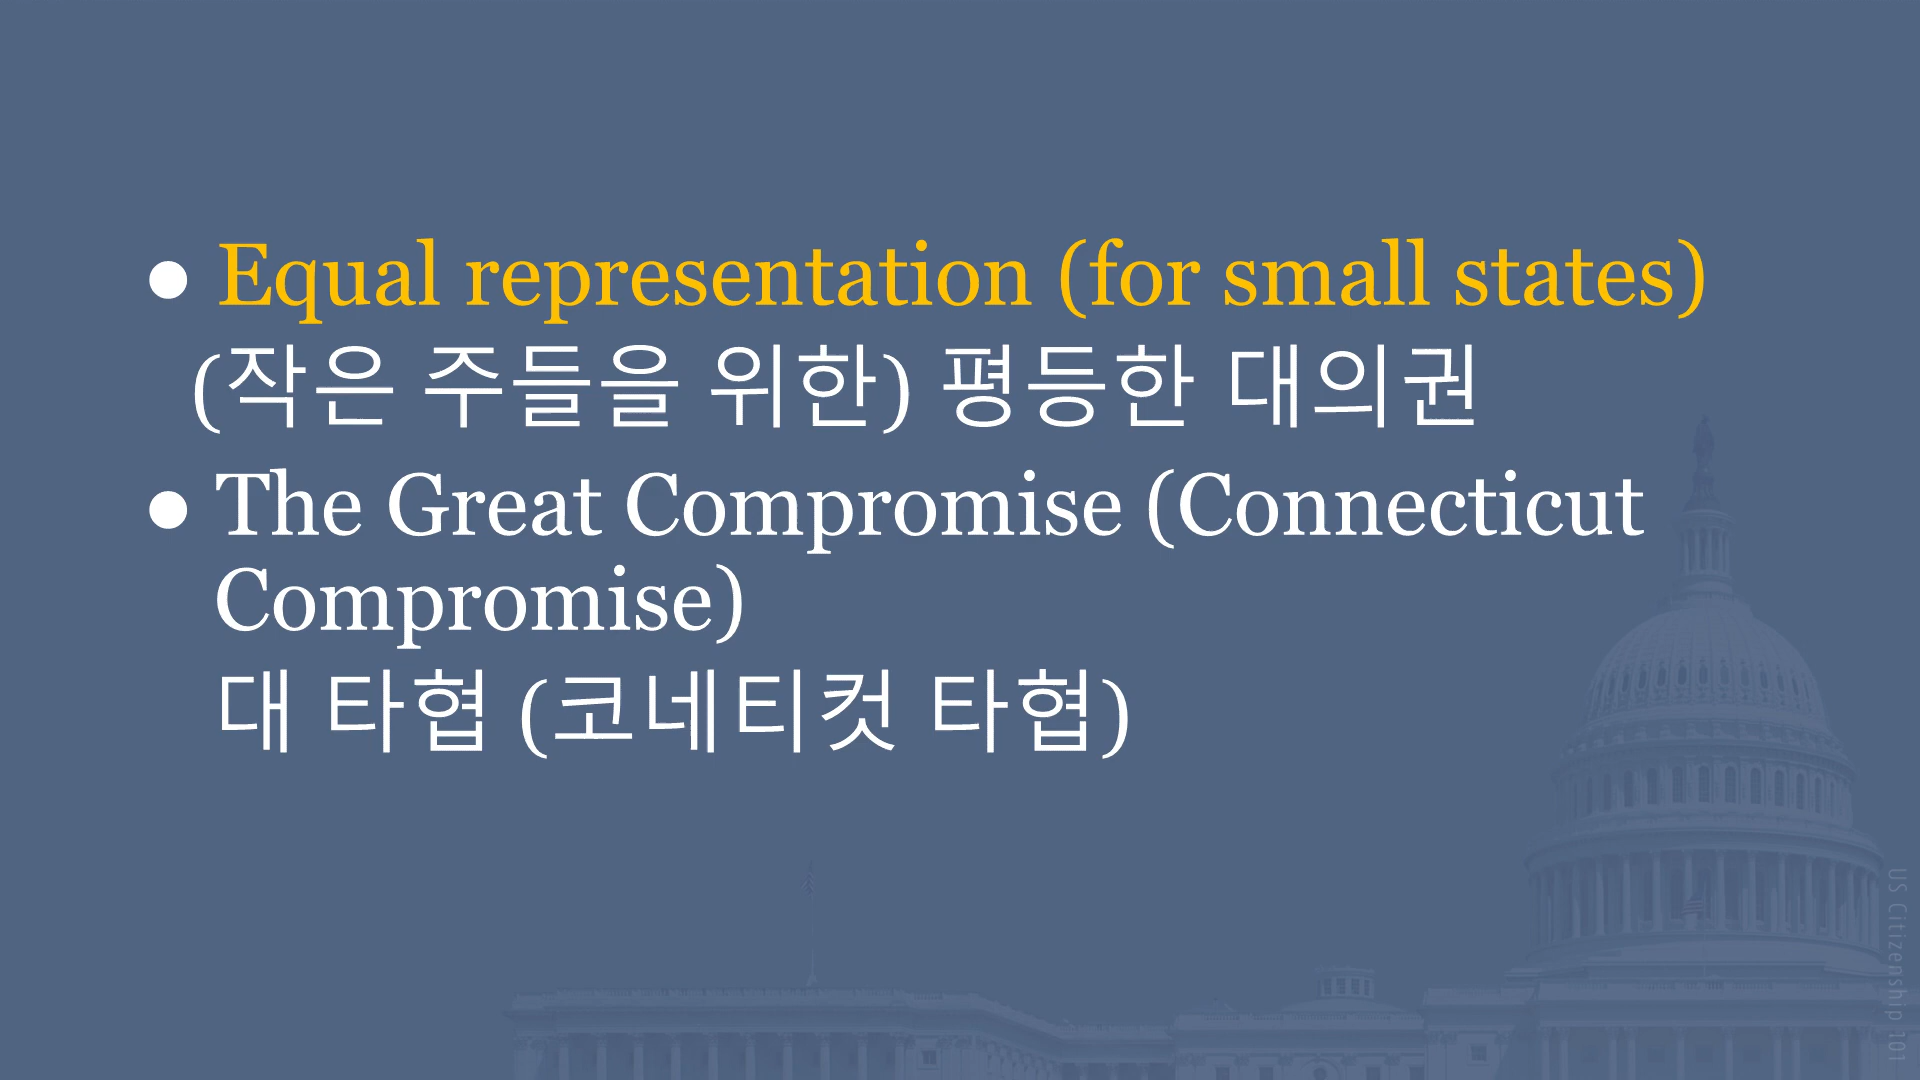 ● Equal representation (for small states)
(작은 주들을 위한) 평등한 대의권
● The Great Compromise (Connecticut
Compromise)
대 타협 (코네티컷 타협)
US Citizenship 101